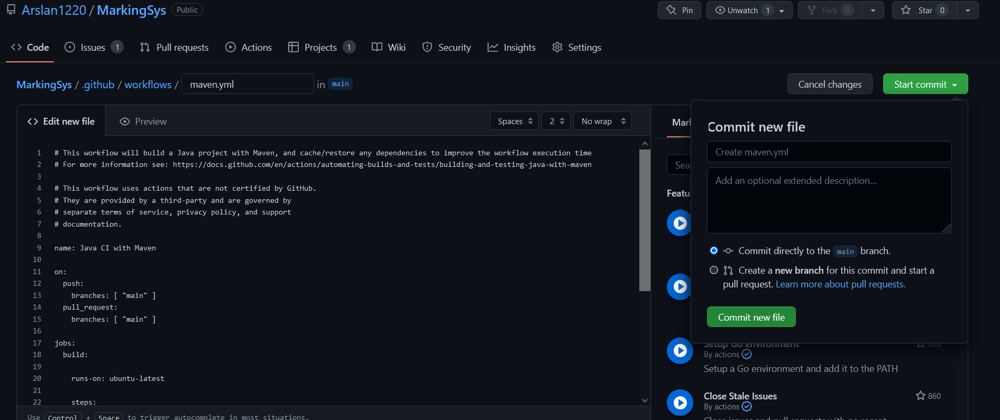 Arslan1220 / MarkingSys Public
Pin Unwatch 1 Fork 0 Star 0
Code Issues 1 Pull requests Actions Projects 1 Wiki Security Insights Settings
MarkingSys / .github / workflows / maven.yml in main
Cancel changes Start commit
Edit new file Preview Spaces 2 No wrap
1 # This workflow will build a Java project with Maven, and cache/restore any dependencies to improve the workflow execution time
2 # For more information see: https://docs.github.com/en/actions/automating-builds-and-tests/building-and-testing-java-with-maven
3
4 # This workflow uses actions that are not certified by GitHub.
5 # They are provided by a third-party and are governed by
6 # separate terms of service, privacy policy, and support
7 # documentation.
8
9 name: Java CI with Maven
10
11 on:
12 push:
13 branches: [ "main" ]
14 pull_request:
15 branches: [ "main" ]
16
17 jobs:
18 build:
19
20 runs-on: ubuntu-latest
21
22 steps:
Use Control + Space to trigger autocomplete in most situations.
Mark
Sea
Featu
Commit new file
Create maven.yml
Add an optional extended description...
Commit directly to the main branch.
Create a new branch for this commit and start a
pull request. Learn more about pull requests.
Commit new file
Setup Go environment 928
By actions
Setup a Go environment and add it to the PATH
Close Stale Issues 860
By actions
Close issues and pull requests with no recent